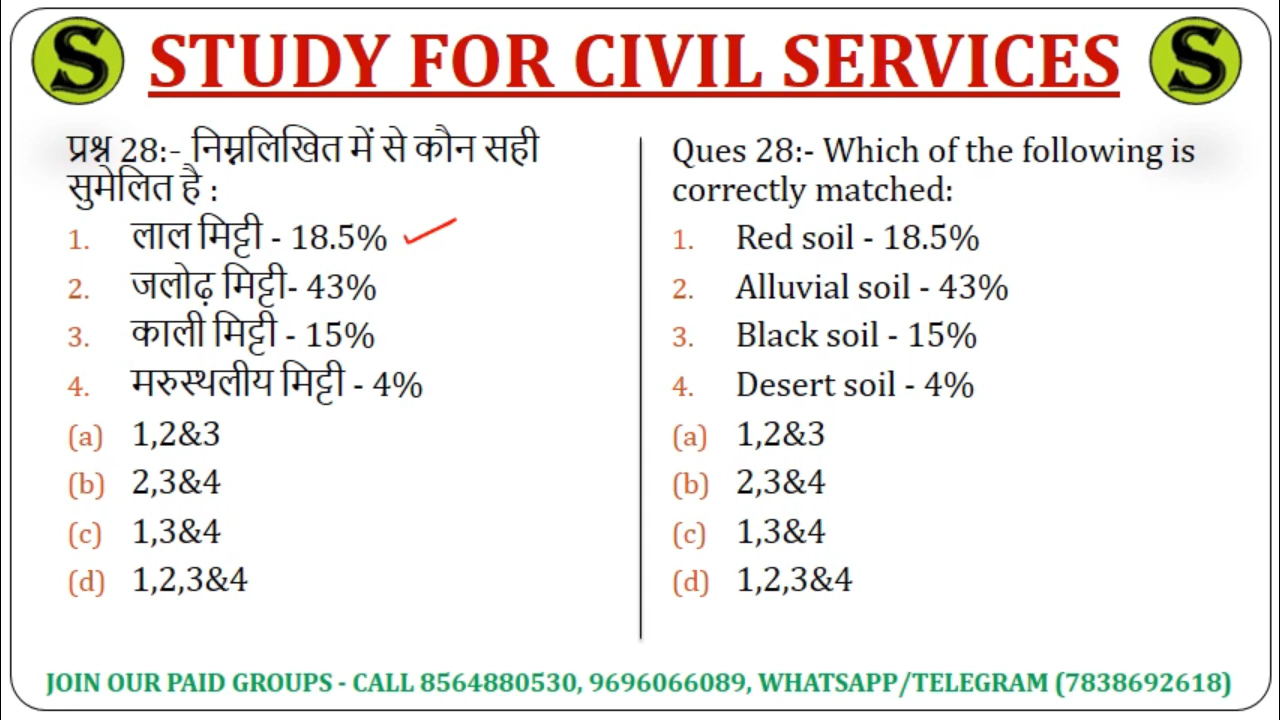 S STUDY FOR CIVIL SERVICES S
प्रश्न 28:- निम्नलिखित में से कौन सही
सुमेलित है :
1. लाल मिट्टी - 18.5%
2. जलोढ़ मिट्टी- 43%
3. काली मिट्टी - 15%
4. मरुस्थलीय मिट्टी - 4%
(a) 1,2&3
(b) 2,3&4
(c) 1,3&4
(d) 1,2,3&4
Ques 28:- Which of the following is
correctly matched:
1. Red soil - 18.5%
2. Alluvial soil - 43%
3. Black soil - 15%
4. Desert soil - 4%
(a) 1,2&3
(b) 2,3&4
(c) 1,3&4
(d) 1,2,3&4
JOIN OUR PAID GROUPS - CALL 8564880530, 9696066089, WHATSAPP/TELEGRAM (7838692618)